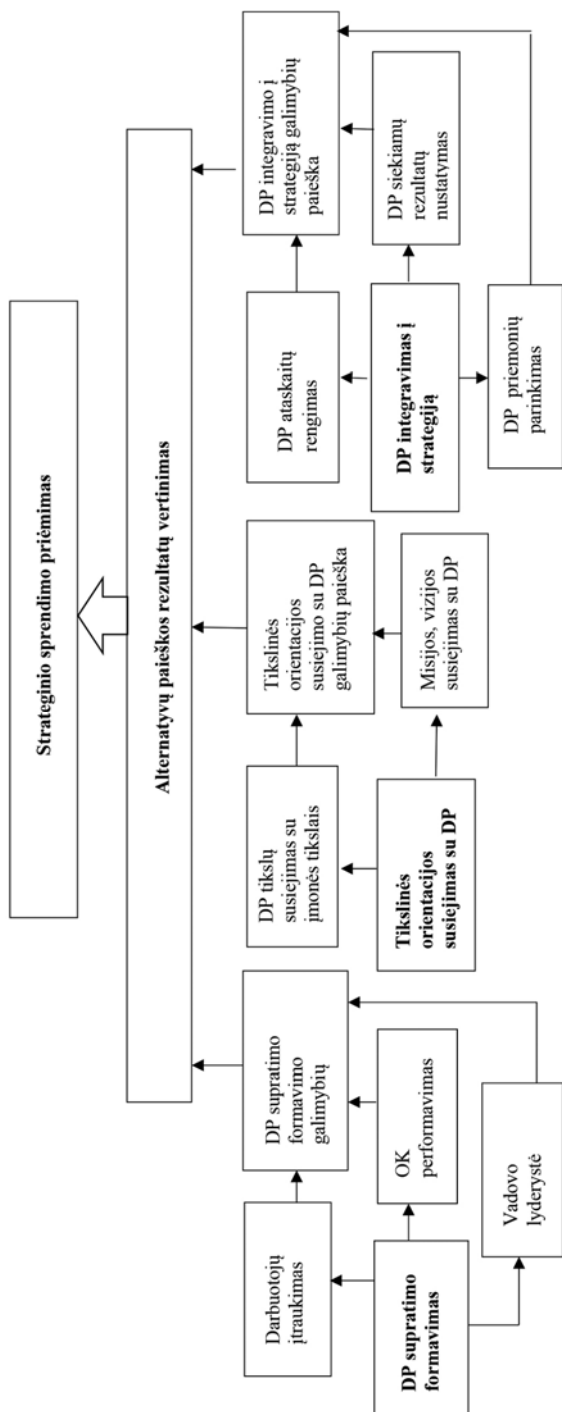 Strateginio sprendimo priėmimas
Alternatyvų paieškos rezultatų vertinimas
DP supratimo
formavimo
galimybių
Tikslinės
orientacijos
susiejimo su DP
galimybių paieška
DP integravimo į
strategiją galimybių
paieška
Darbuotojų
įtraukimas
OK
performavimas
DP supratimo
formavimas
Vadovo
lyderystė
DP tikslų
susiejimas su
įmonės tikslais
Misijos, vizijos
susiejimas su DP
Tikslinės
orientacijos
susiejimas su DP
DP ataskaitų
rengimas
DP siekiamų
rezultatų
nustatymas
DP integravimas į
strategiją
DP priemonių
parinkimas